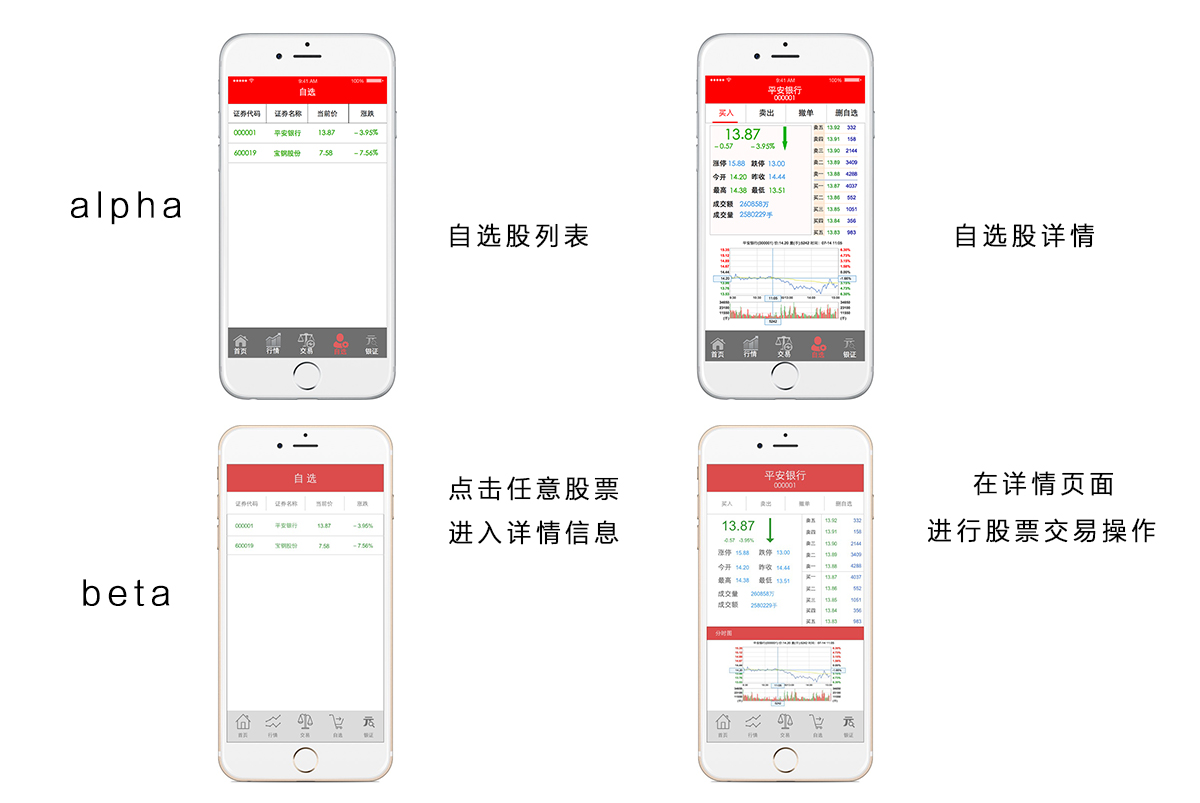 alpha
9:41 AM 100%
自选
证券代码 证券名称 当前价 涨跌
000001 平安银行 13.87 -3.95%
600019 宝钢股份 7.58 -7.56%
首页 行情 交易 自选 银证
自选股列表
9:41 AM 100%
平安银行
000001
买入 卖出 撤单 删自选
13.87
-0.57 -3.95%
涨停 15.88 跌停 13.00
今开 14.20 昨收 14.44
最高 14.38 最低 13.51
成交额 260858万
成交量 2580229手
卖五 13.92 332
卖四 13.91 158
卖三 13.90 2144
卖二 13.89 3409
卖一 13.88 4288
买一 13.87 4037
买二 13.86 552
买三 13.85 1051
买四 13.84 356
买五 13.83 983
首页 行情 交易 自选 银证
自选股详情
beta
自选
证券代码 证券名称 当前价 涨跌
000001 平安银行 13.87 -3.95%
600019 宝钢股份 7.58 -7.56%
首页 行情 交易 自选 银证
点击任意股票
进入详情信息
平安银行
000001
买入 卖出 撤单 删自选
13.87
-0.57 -3.95%
涨停 15.88 跌停 13.00
今开 14.20 昨收 14.44
最高 14.38 最低 13.51
成交量 260858万
成交额 2580229手
卖五 13.92 332
卖四 13.91 158
卖三 13.90 2144
卖二 13.89 3409
卖一 13.88 4288
买一 13.87 4037
买二 13.86 552
买三 13.85 1051
买四 13.84 356
买五 13.83 983
分时图
首页 行情 交易 自选 银证
在详情页面
进行股票交易操作